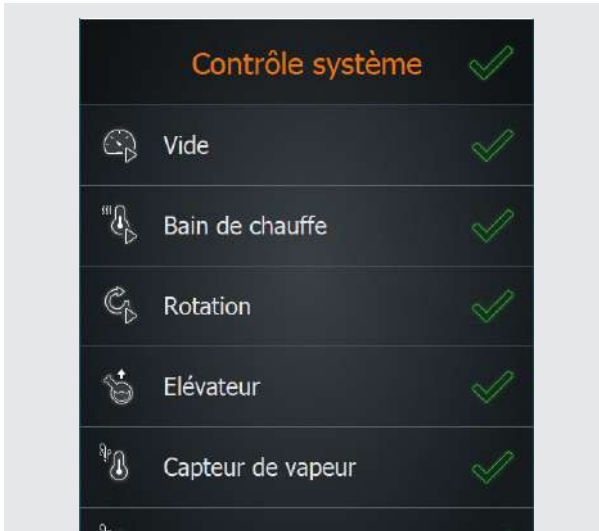 Contrôle système
Vide
Bain de chauffe
Rotation
Elévateur
Capteur de vapeur